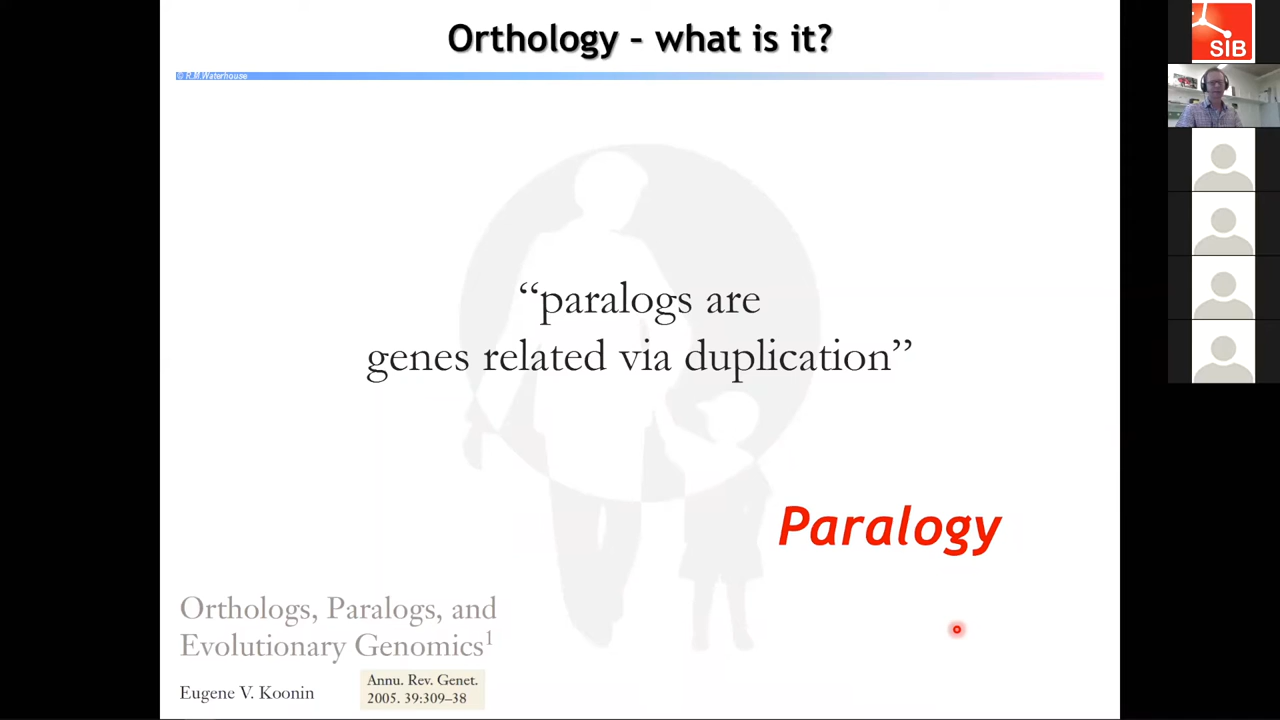 Orthology – what is it?
© R.M.Waterhouse
SIB
“paralogs are
genes related via duplication”
Paralogy
Orthologs, Paralogs, and
Evolutionary Genomics¹
Eugene V. Koonin
Annu. Rev. Genet.
2005. 39:309–38